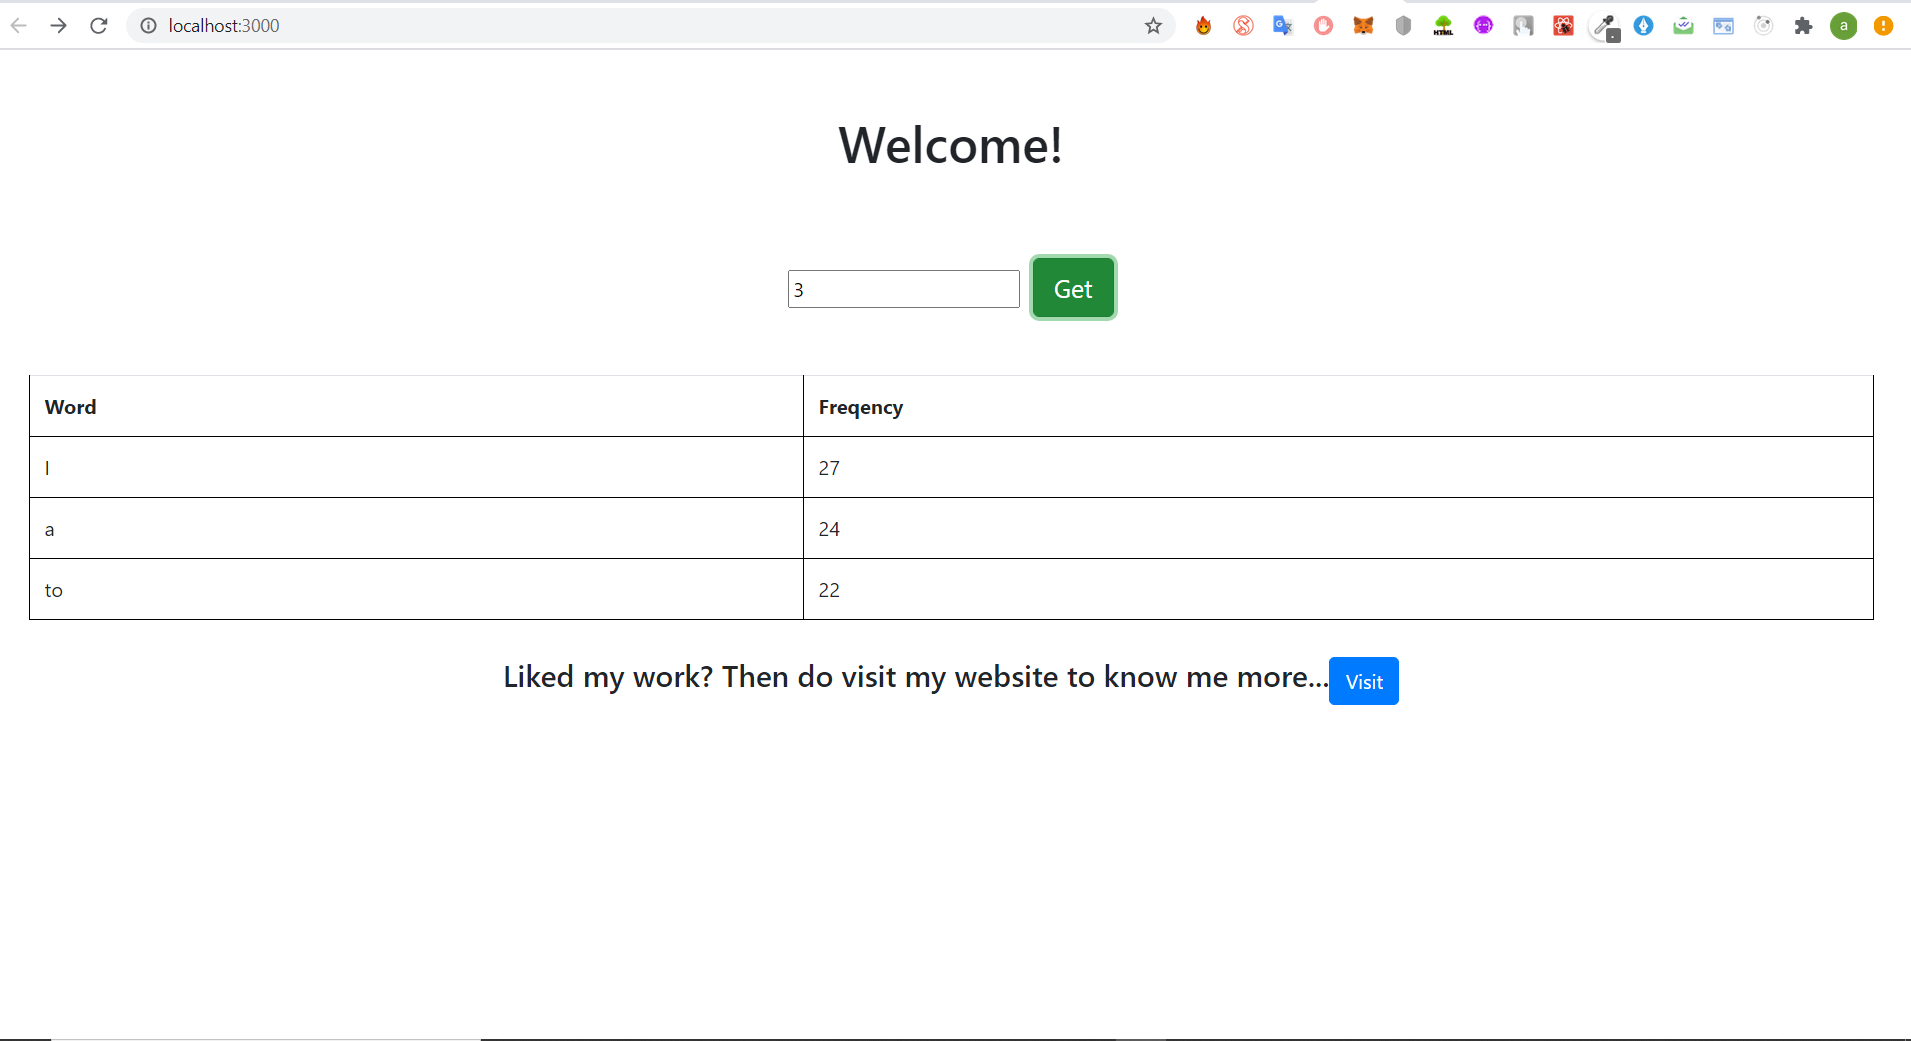 localhost:3000
HTML
a
Welcome!
3 Get
Word Freqency
I 27
a 24
to 22
Liked my work? Then do visit my website to know me more... Visit